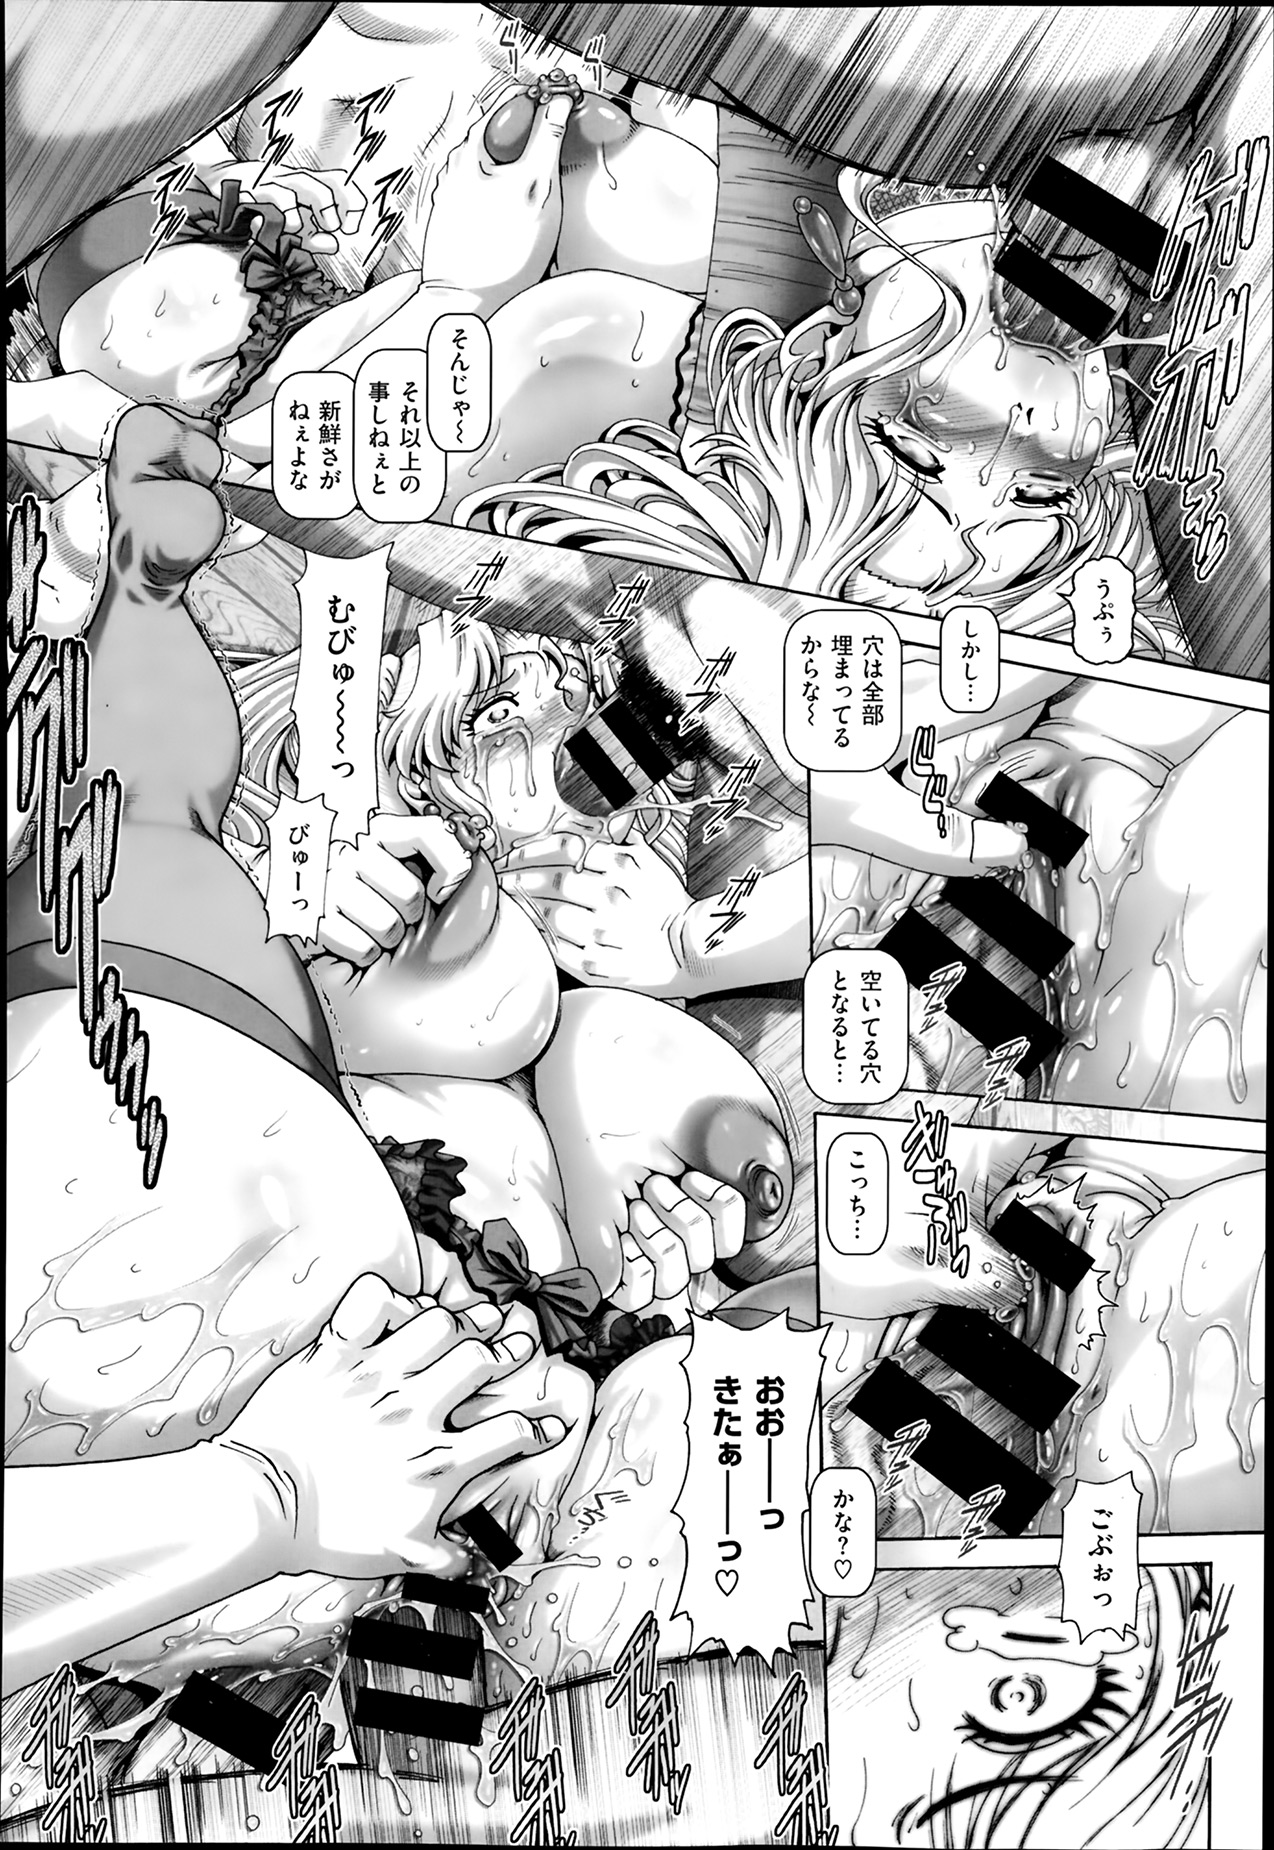 そんじゃ～
それ以上の
事しねぇと
新鮮さが
ねぇよな
うぷぅ
しかし…
穴は全部
埋まってる
からな～
むびゅ～～～っ
びゅーっ
空いてる穴
となると…
こっち…
ごぶぉっ
かな?♡
おお――っ
きたぁ――っ♡